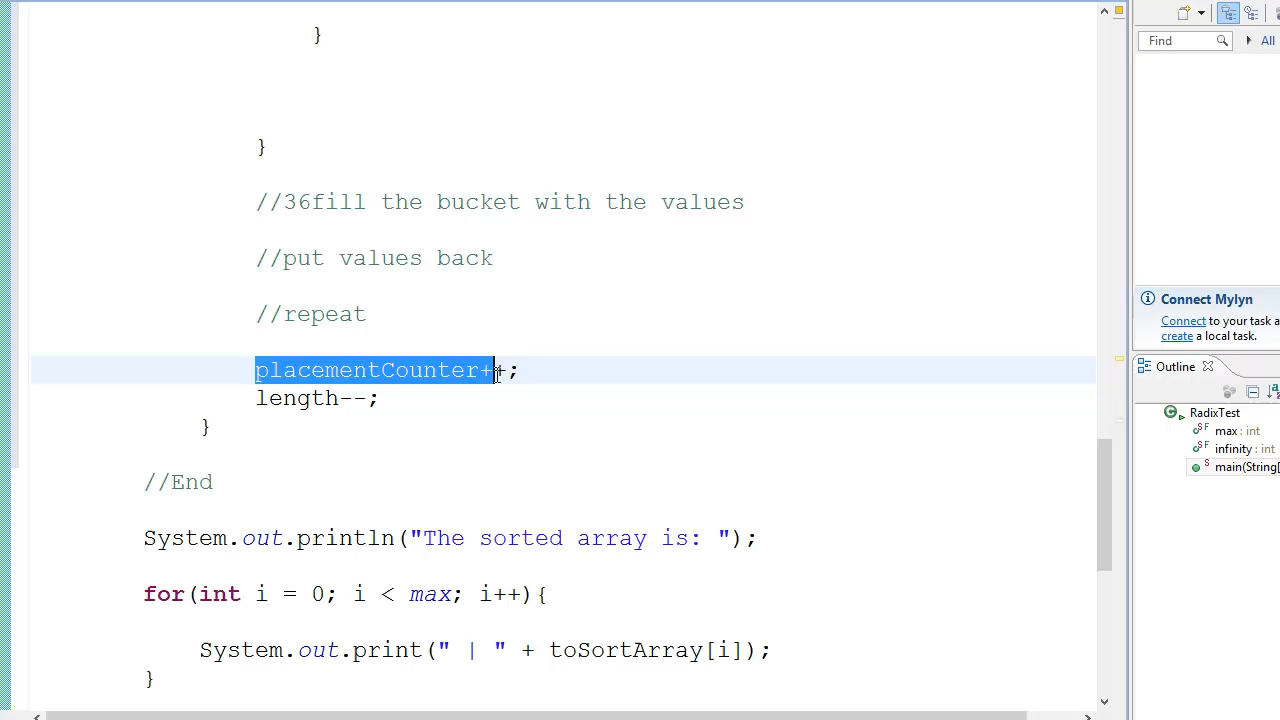 }
}
//36fill the bucket with the values
//put values back
//repeat
placementCounter++;
length--;
}
//End
System.out.println("The sorted array is: ");
for(int i = 0; i < max; i++){
System.out.print(" | " + toSortArray[i]);
}
Find
All
Connect Mylyn
Connect to your task a
create a local task.
Outline
RadixTest
max : int
infinity : int
main(String[